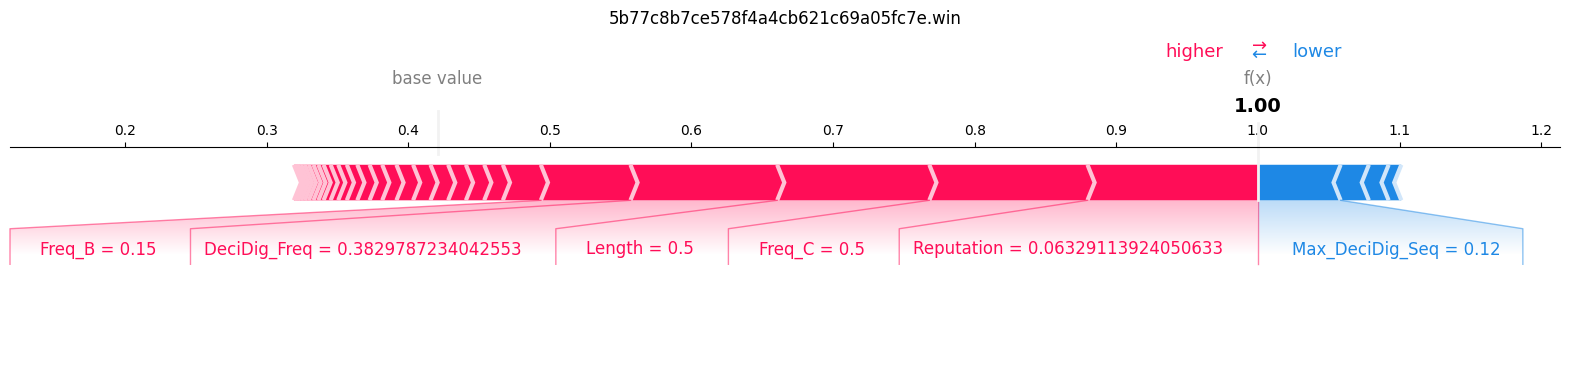 5b77c8b7ce578f4a4cb621c69a05fc7e.win
higher ⇄ lower
base value f(x)
1.00
0.2 0.3 0.4 0.5 0.6 0.7 0.8 0.9 1.0 1.1 1.2
Freq_B = 0.15 DeciDig_Freq = 0.3829787234042553 Length = 0.5 Freq_C = 0.5 Reputation = 0.06329113924050633 Max_DeciDig_Seq = 0.12